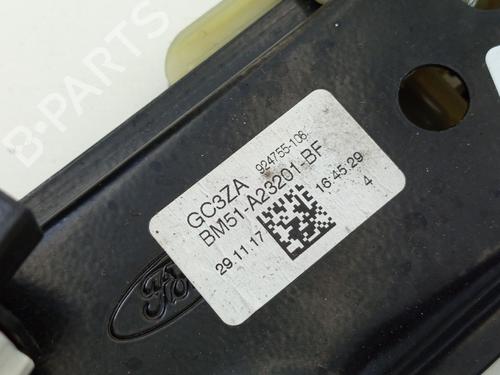 B-PARTS
GC3ZA 924755-106
BM51-A23201-BF
29.11.17 16:45:29
4
Ford